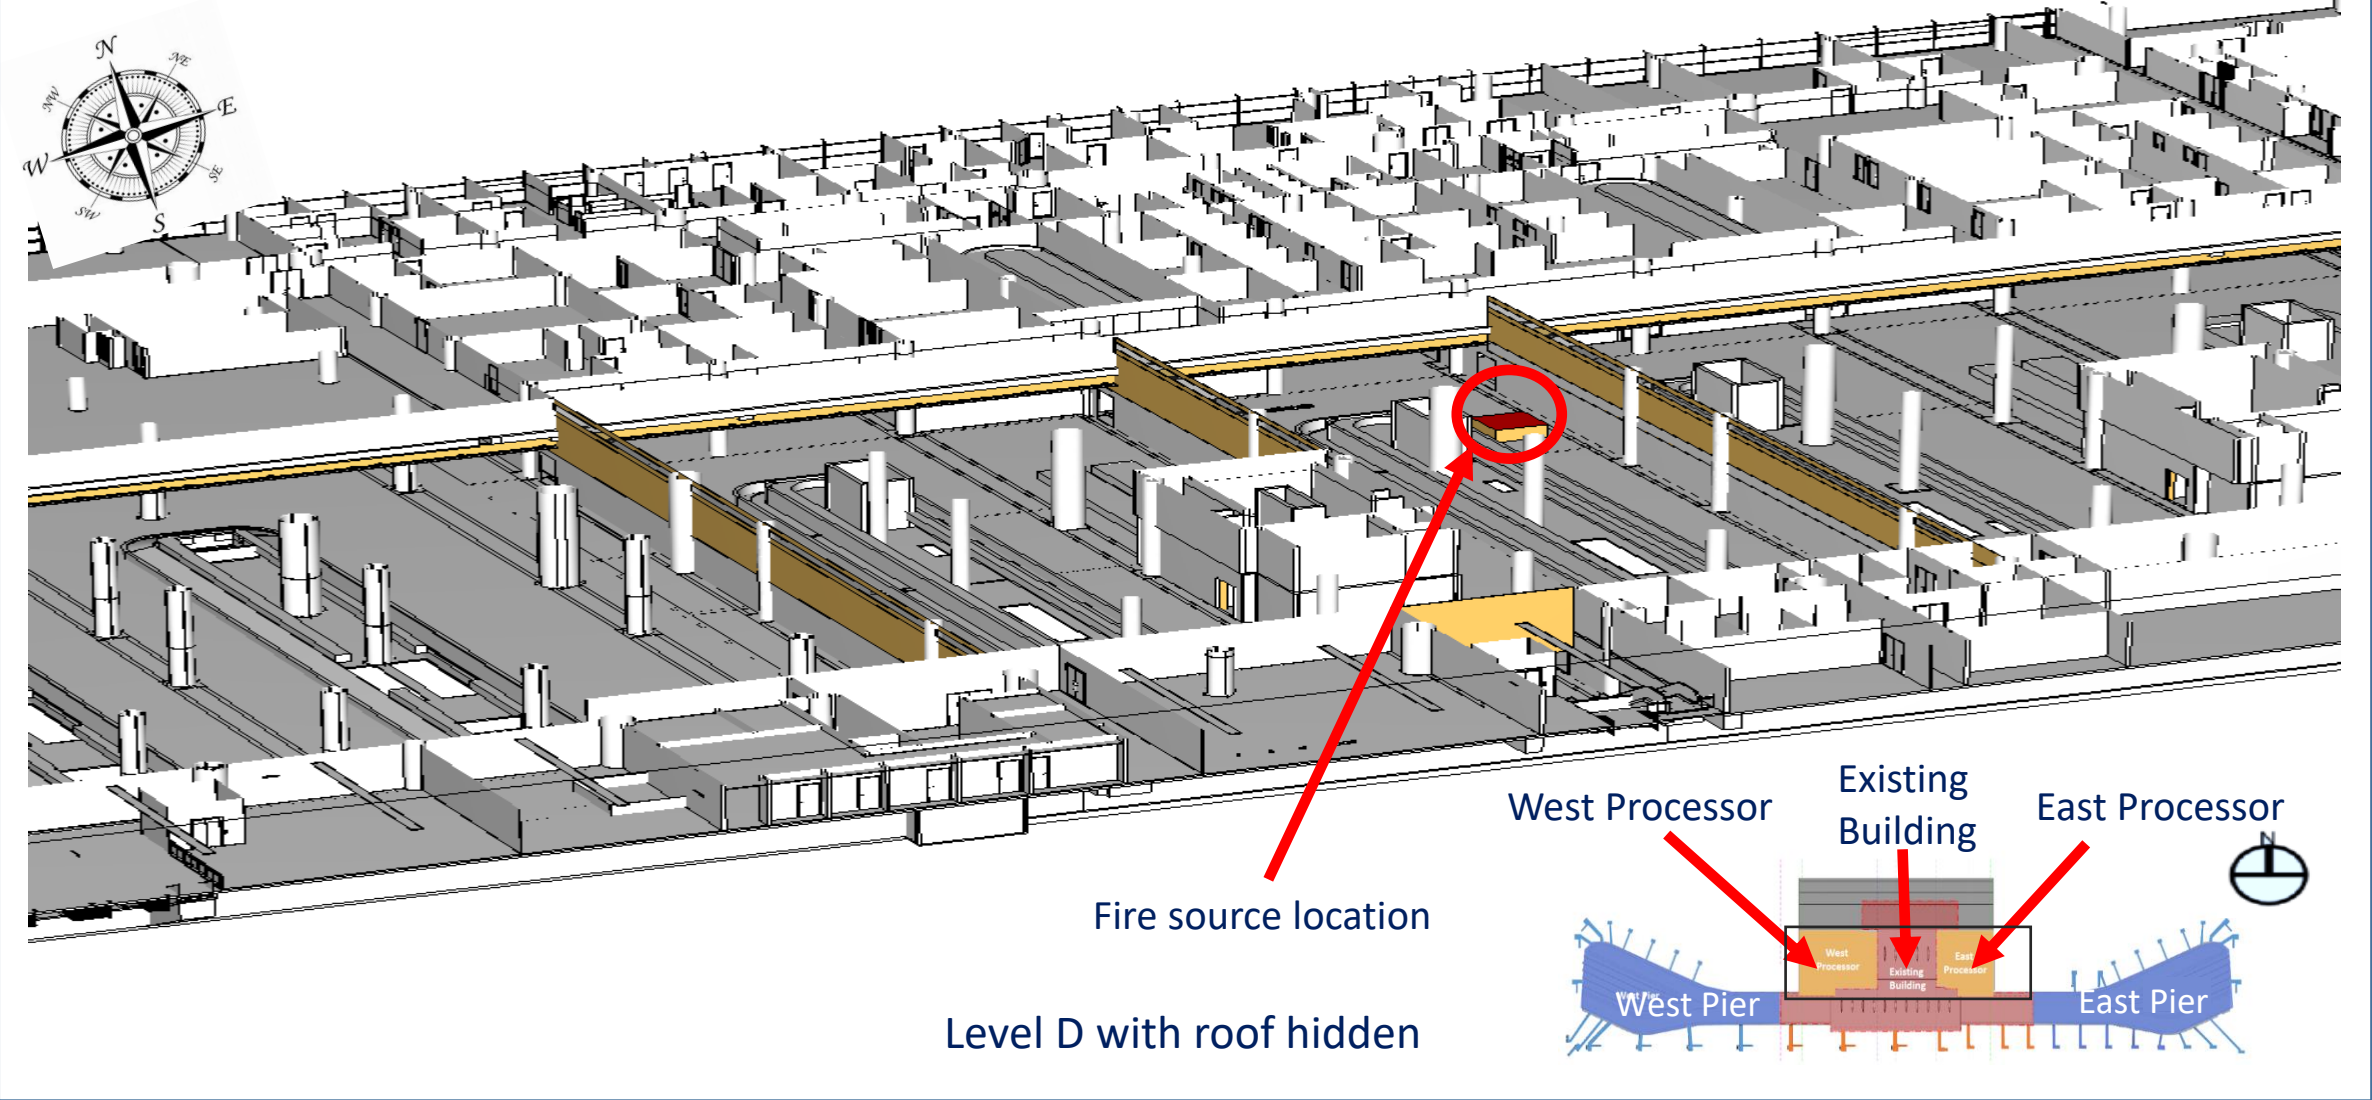 N
NE
E
SE
S
SW
W
NW
Fire source location
Level D with roof hidden
West Processor
Existing
Building
East Processor
N
West
Processor
Existing
Building
East
Processor
West Pier
East Pier